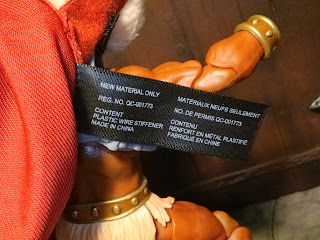 NEW MATERIAL ONLY
REG. NO. QC-001773
CONTENT
PLASTIC WIRE STIFFENER
MADE IN CHINA
MATÉRIAUX NEUFS SEULEMENT
NO. DE PERMIS QC-001773
CONTENU
RENFORT EN MÉTAL PLASTIFIÉ
FABRIQUÉ EN CHINE